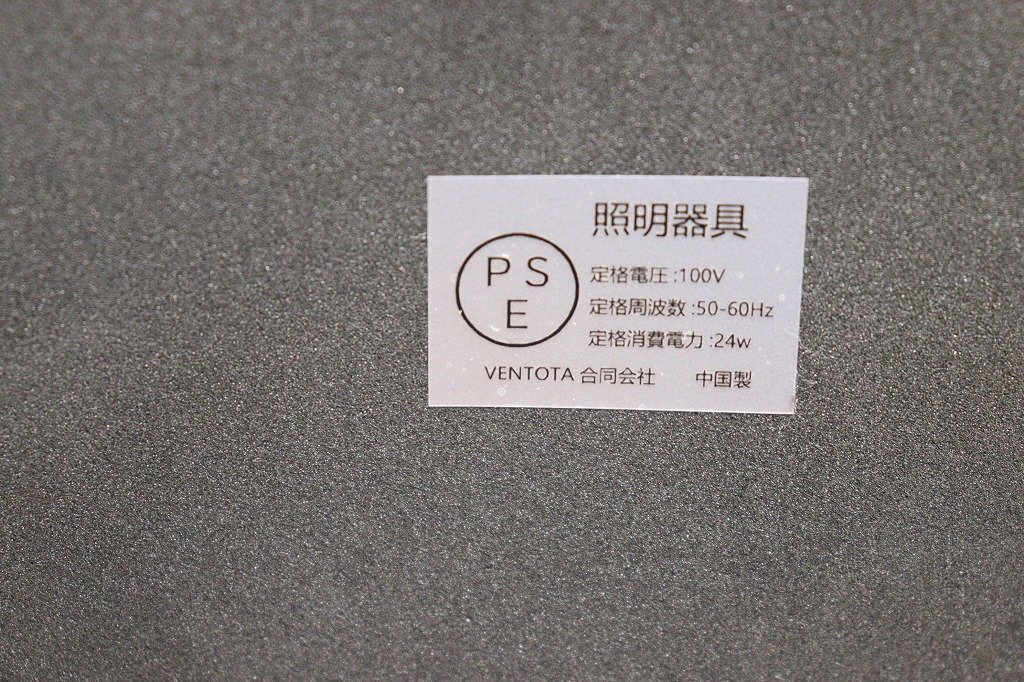 照明器具
PS
E
定格電圧:100V
定格周波数:50-60Hz
定格消費電力:24w
VENTOTA 合同会社 中国製